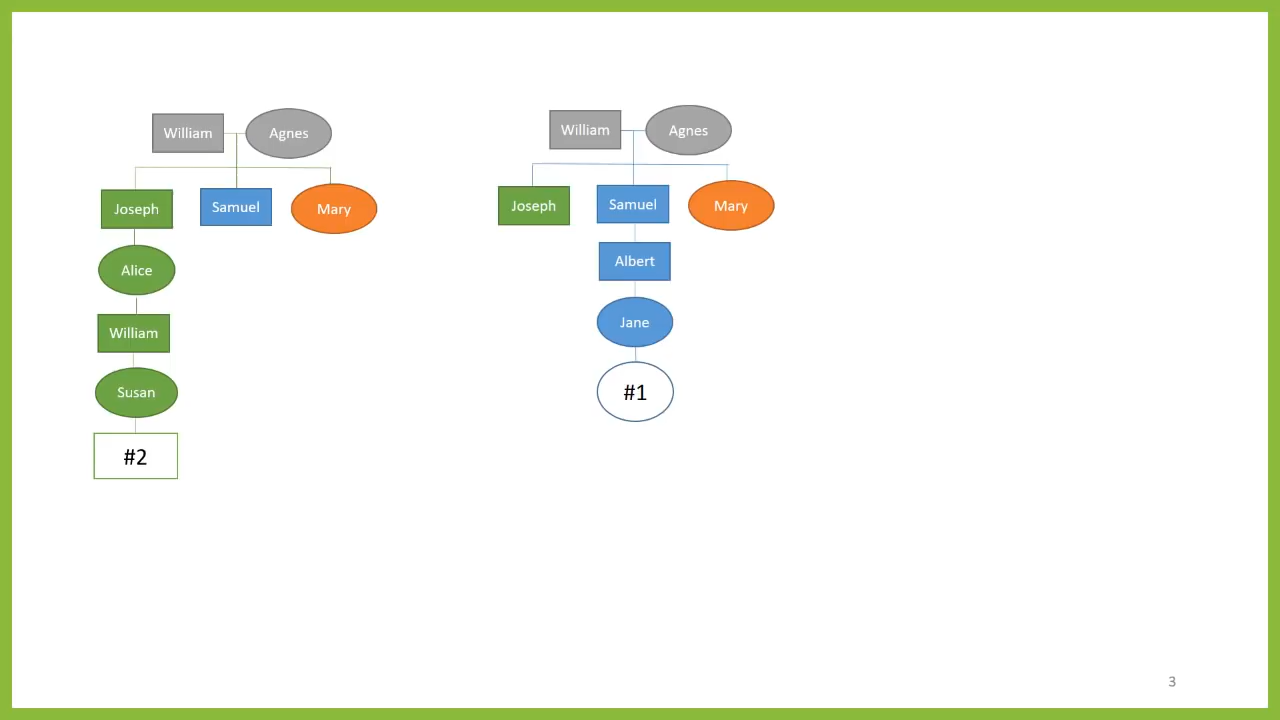 William
Agnes
Joseph
Samuel
Mary
Alice
William
Susan
#2
William
Agnes
Joseph
Samuel
Mary
Albert
Jane
#1
3